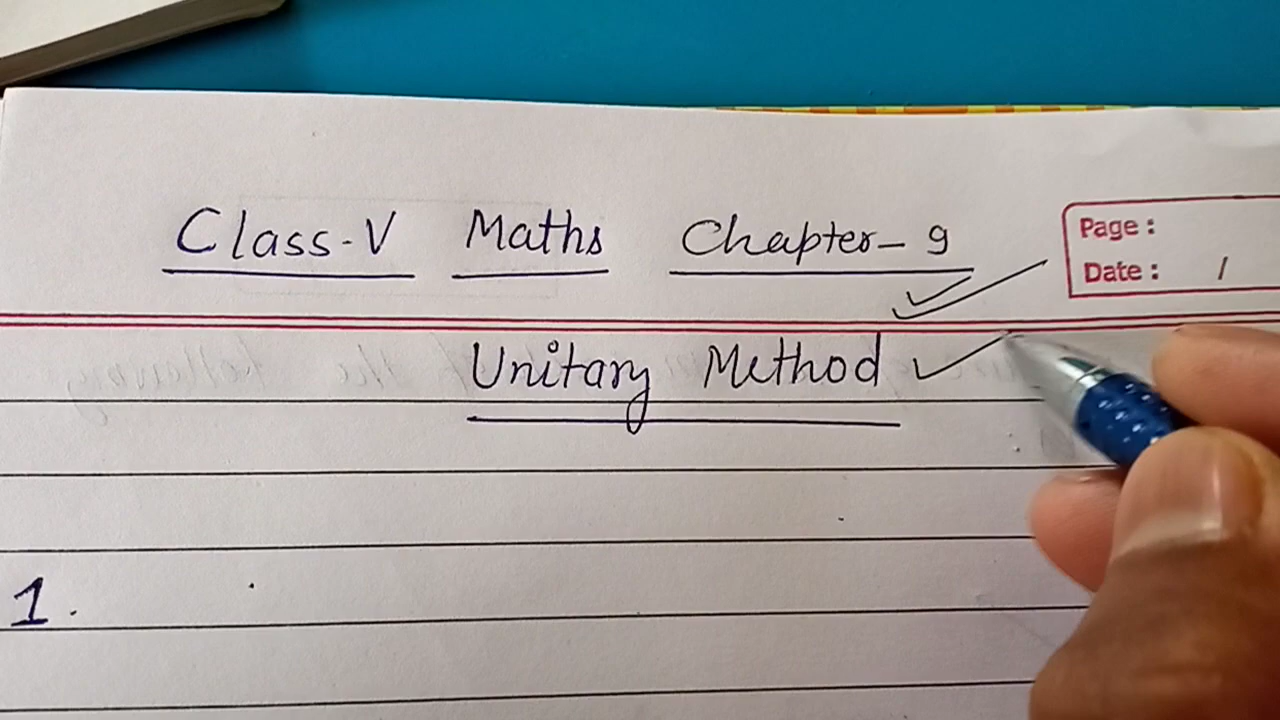 Class-V Maths Chapter-9
Page :
Date : /
Unitary Method
1.